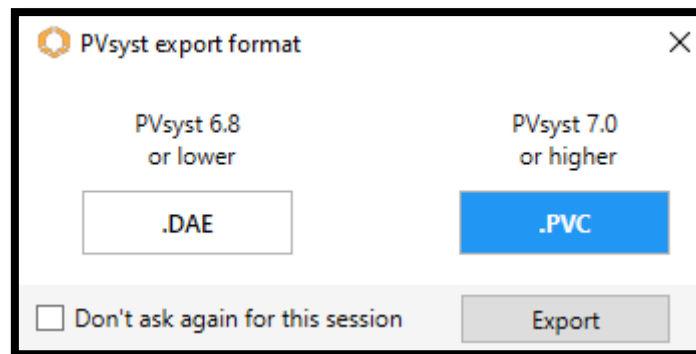 PVsyst export format
PVsyst 6.8
or lower
PVsyst 7.0
or higher
.DAE
.PVC
Don't ask again for this session
Export